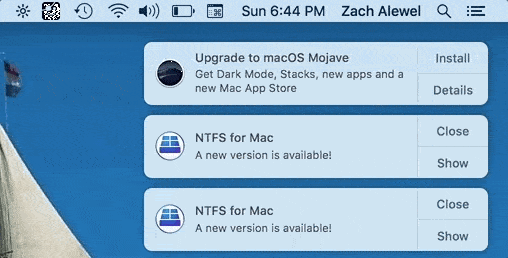 Sun 6:44 PM Zach Alewel
Upgrade to macOS Mojave
Get Dark Mode, Stacks, new apps and a
new Mac App Store
Install
Details
NTFS for Mac
A new version is available!
Close
Show
NTFS for Mac
A new version is available!
Close
Show